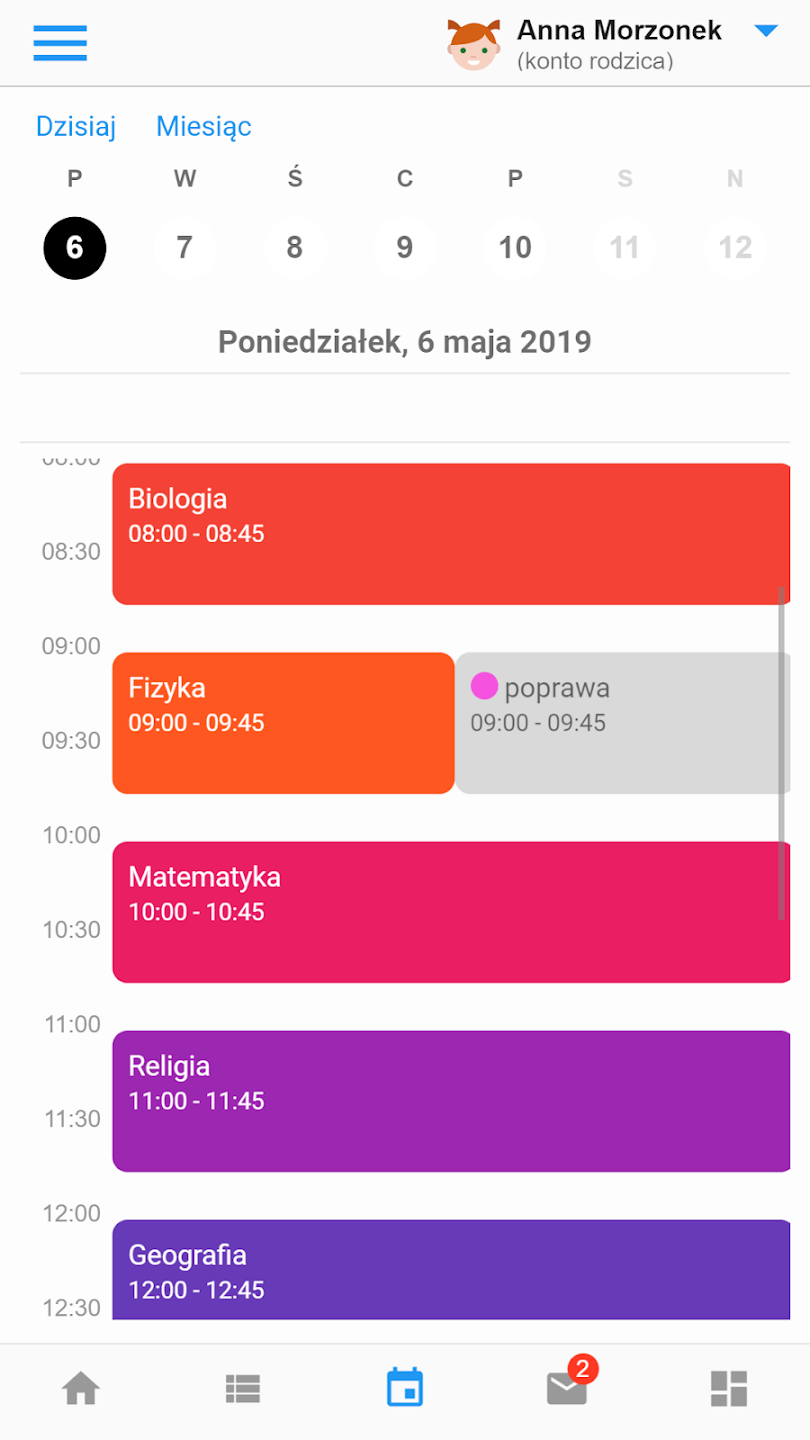 Anna Morzonek
(konto rodzica)
Dzisiaj Miesiąc
P W Ś C P S N
6 7 8 9 10 11 12
Poniedziałek, 6 maja 2019
08:00
Biologia
08:00 - 08:45
08:30
09:00
Fizyka
09:00 - 09:45
poprawa
09:00 - 09:45
09:30
10:00
Matematyka
10:00 - 10:45
10:30
11:00
Religia
11:00 - 11:45
11:30
12:00
Geografia
12:00 - 12:45
12:30
2